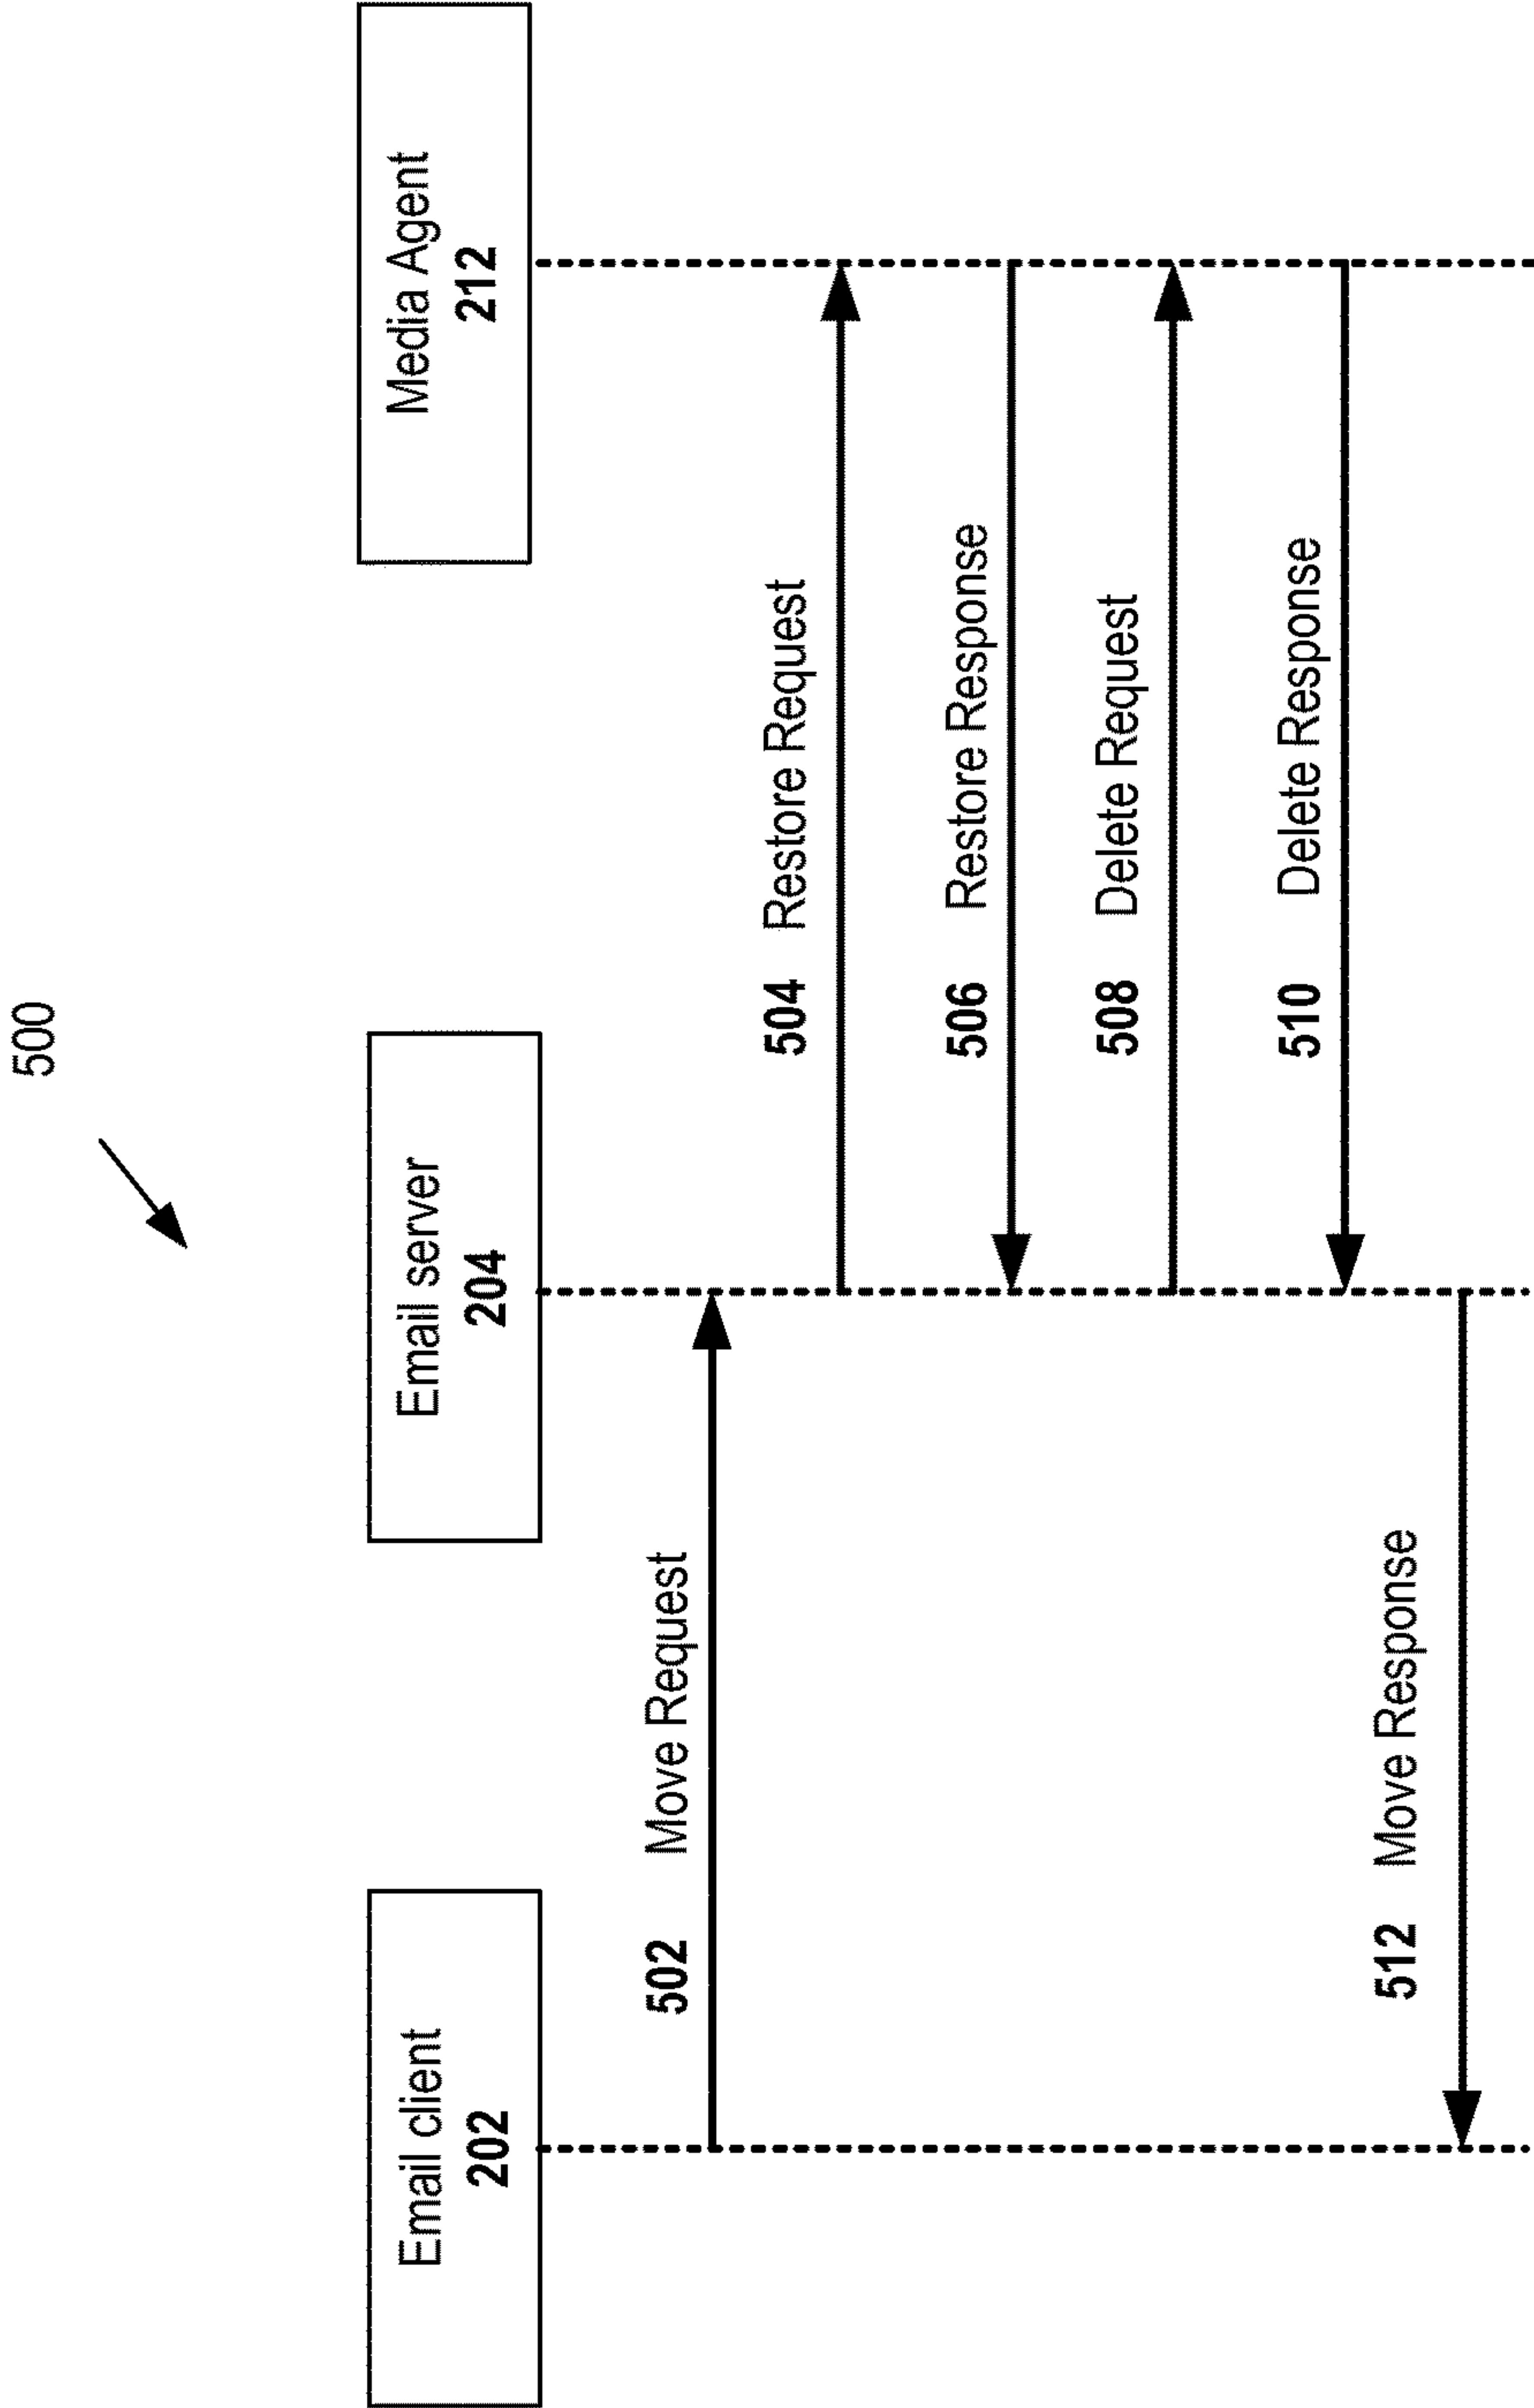 500
Email client
202
Email server
204
Media Agent
212
502 Move Request
504 Restore Request
506 Restore Response
508 Delete Request
510 Delete Response
512 Move Response